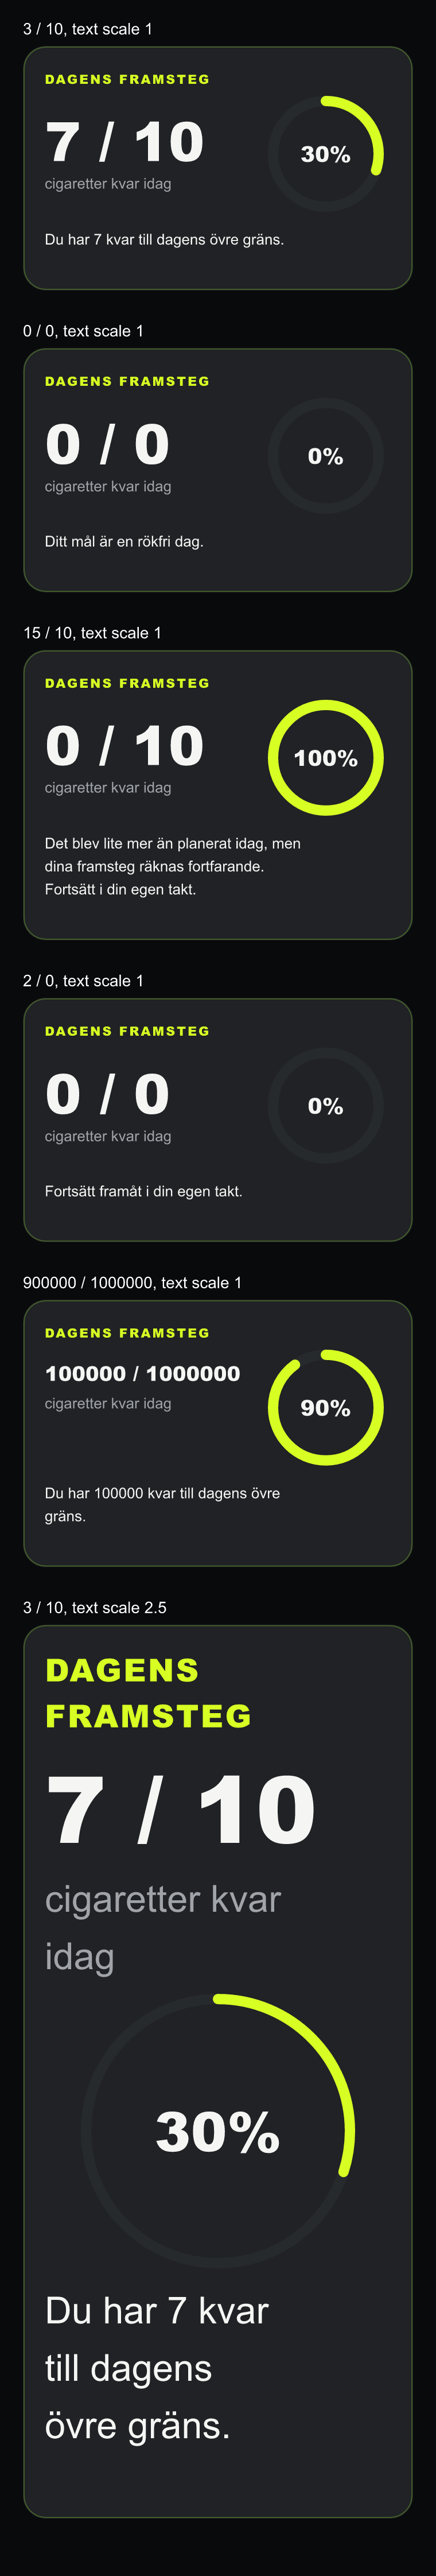 3 / 10, text scale 1
DAGENS FRAMSTEG
7 / 10
30%
cigaretter kvar idag
Du har 7 kvar till dagens övre gräns.
0 / 0, text scale 1
DAGENS FRAMSTEG
0 / 0
0%
cigaretter kvar idag
Ditt mål är en rökfri dag.
15 / 10, text scale 1
DAGENS FRAMSTEG
0 / 10
100%
cigaretter kvar idag
Det blev lite mer än planerat idag, men
dina framsteg räknas fortfarande.
Fortsätt i din egen takt.
2 / 0, text scale 1
DAGENS FRAMSTEG
0 / 0
0%
cigaretter kvar idag
Fortsätt framåt i din egen takt.
900000 / 1000000, text scale 1
DAGENS FRAMSTEG
100000 / 1000000
cigaretter kvar idag
90%
Du har 100000 kvar till dagens övre
gräns.
3 / 10, text scale 2.5
DAGENS
FRAMSTEG
7 / 10
cigaretter kvar
idag
30%
Du har 7 kvar
till dagens
övre gräns.